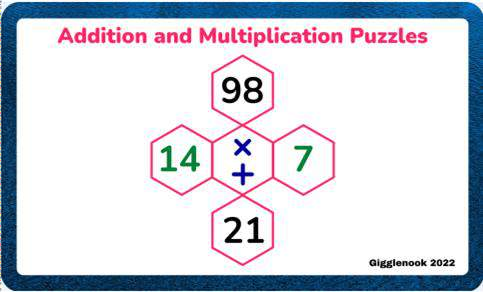 Addition and Multiplication Puzzles
98
14 × 7
+
21
Gigglenook 2022